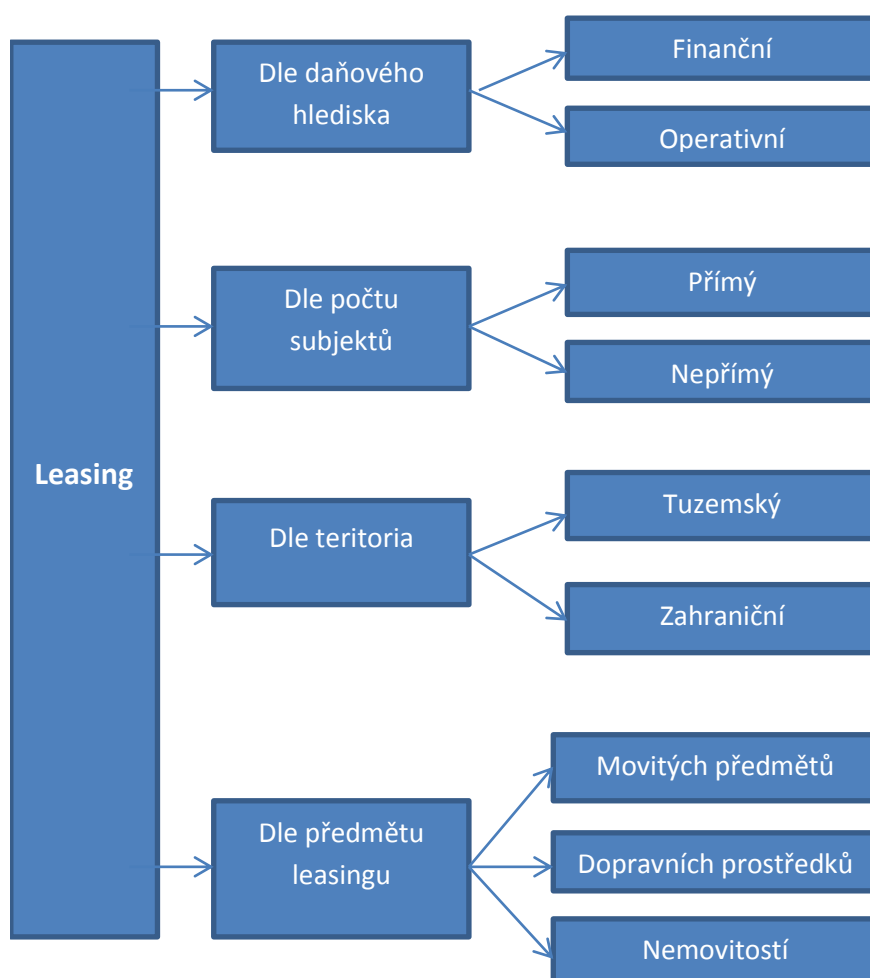 Leasing
Dle daňového
hlediska
Finanční
Operativní
Dle počtu
subjektů
Přímý
Nepřímý
Dle teritoria
Tuzemský
Zahraniční
Dle předmětu
leasingu
Movitých předmětů
Dopravních prostředků
Nemovitostí